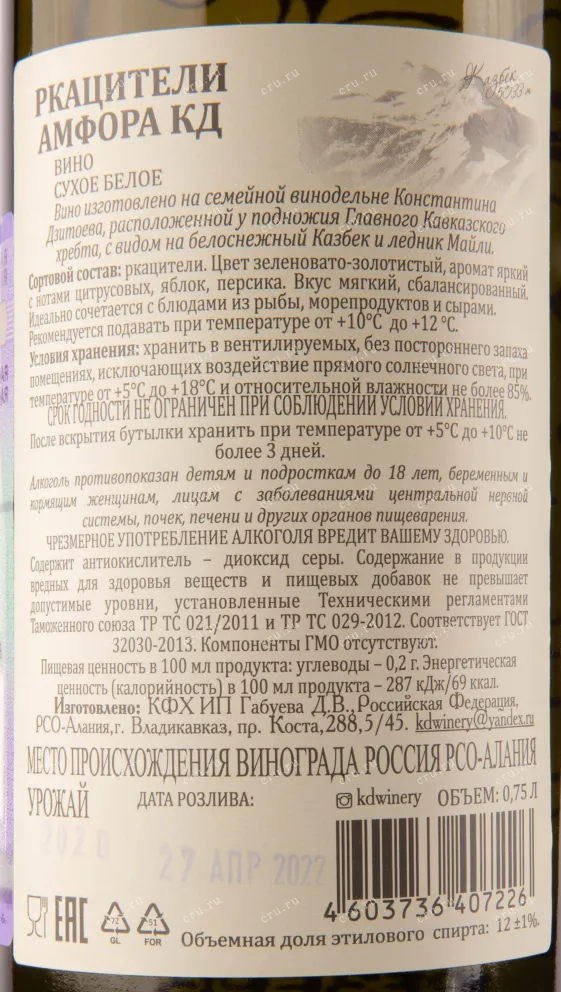 Казбек
5033 м
РКАЦИТЕЛИ
АМФОРА КД
ВИНО
СУХОЕ БЕЛОЕ
Вино изготовлено на семейной винодельне Константина
Дзитоева, расположенной у подножия Главного Кавказского
хребта, с видом на белоснежный Казбек и ледник Майли.
Сортовой состав: ркацители. Цвет зеленовато-золотистый, аромат яркий
с нотами цитрусовых, яблок, персика. Вкус мягкий, сбалансированный.
Идеально сочетается с блюдами из рыбы, морепродуктов и сырами.
Рекомендуется подавать при температуре от +10°С до +12 °С.
Условия хранения: хранить в вентилируемых, без постороннего запаха
помещениях, исключающих воздействие прямого солнечного света, при
температуре от +5°С до +18°С и относительной влажности не более 85%.
СРОК ГОДНОСТИ НЕ ОГРАНИЧЕН ПРИ СОБЛЮДЕНИИ УСЛОВИЙ ХРАНЕНИЯ.
После вскрытия бутылки хранить при температуре от +5°С до +10°С не
более 3 дней.
Алкоголь противопоказан детям и подросткам до 18 лет, беременным и
кормящим женщинам, лицам с заболеваниями центральной нервной
системы, почек, печени и других органов пищеварения.
ЧРЕЗМЕРНОЕ УПОТРЕБЛЕНИЕ АЛКОГОЛЯ ВРЕДИТ ВАШЕМУ ЗДОРОВЬЮ.
Содержит антиокислитель – диоксид серы. Содержание в продукции
вредных для здоровья веществ и пищевых добавок не превышает
допустимые уровни, установленные Техническими регламентами
Таможенного союза ТР ТС 021/2011 и ТР ТС 029-2012. Соответствует ГОСТ
32030-2013. Компоненты ГМО отсутствуют.
Пищевая ценность в 100 мл продукта: углеводы – 0,2 г. Энергетическая
ценность (калорийность) в 100 мл продукта – 287 кДж/69 ккал.
Изготовлено: КФХ ИП Габуева Д.В., Российская Федерация,
РСО-Алания, г. Владикавказ, пр. Коста, 288,5/45. kdwinery@yandex.ru
МЕСТО ПРОИСХОЖДЕНИЯ ВИНОГРАДА РОССИЯ РСО-АЛАНИЯ
УРОЖАЙ ДАТА РОЗЛИВА: kdwinery ОБЪЕМ: 0,75 Л
2020 27 АПР 2022
4 603736 407226
EAC 72 GL 51 FOR
Объемная доля этилового спирта: 12 ±1%.